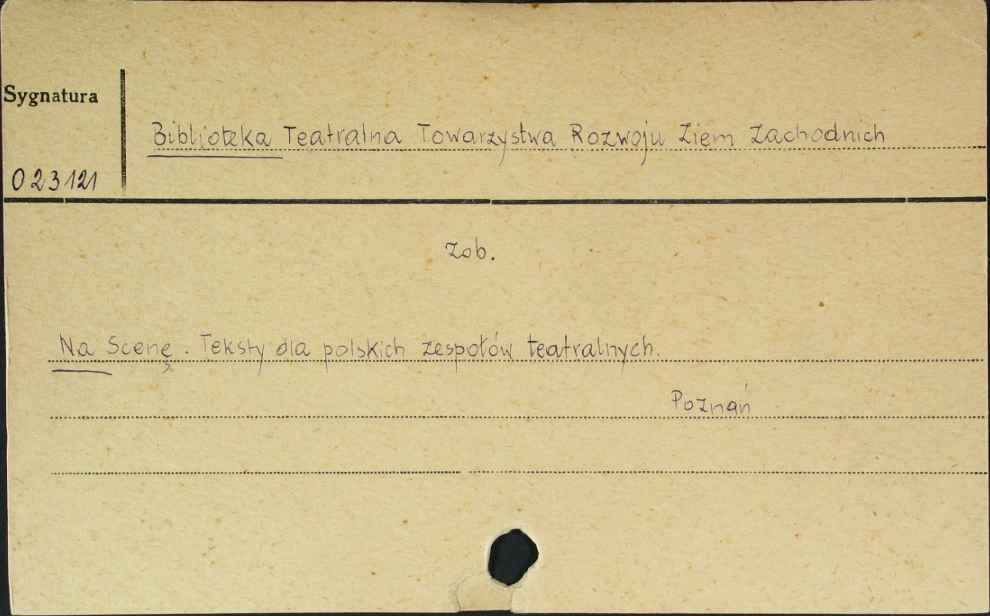 Sygnatura
Biblioteka Teatralna Towarzystwa Rozwoju Ziem Zachodnich
023121
zob.
Na Scenę. Teksty dla polskich zespołów teatralnych.
Poznań